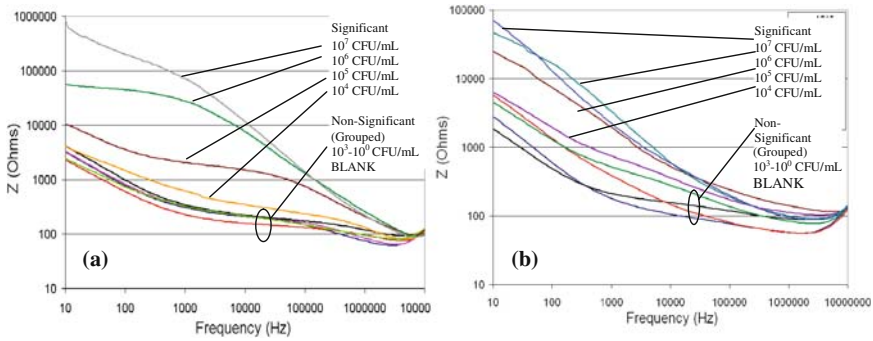 Z (Ohms)
1000000
100000
10000
1000
100
10
10 100 1000 10000 100000 1000000 10000
Frequency (Hz)
Significant
10⁷ CFU/mL
10⁶ CFU/mL
10⁵ CFU/mL
10⁴ CFU/mL
Non-Significant
(Grouped)
10³-10⁰ CFU/mL
BLANK
(a)
Z (Ohms)
100000
10000
1000
100
10
10 100 1000 10000 100000 1000000 10000000
Frequency (Hz)
Significant
10⁷ CFU/mL
10⁶ CFU/mL
10⁵ CFU/mL
10⁴ CFU/mL
Non-
Significant
(Grouped)
10³-10⁰ CFU/mL
BLANK
(b)